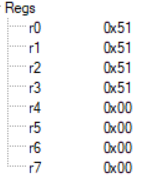 Regs
r0 0x51
r1 0x51
r2 0x51
r3 0x51
r4 0x00
r5 0x00
r6 0x00
r7 0x00